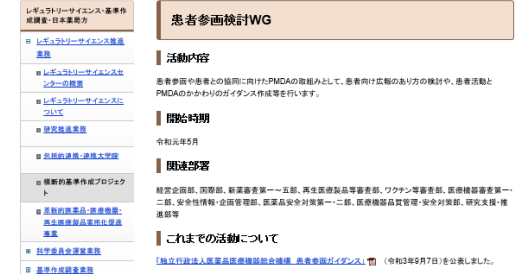 レギュラトリーサイエンス・基準作
成調査・日本薬局方
レギュラトリーサイエンス推進
業務
レギュラトリーサイエンスセ
ンターの概要
レギュラトリーサイエンスに
ついて
研究推進業務
包括的連携・連携大学院
横断的基準作成プロジェク
ト
革新的医薬品・医療機器・
再生医療製品実用化促進
事業
科学委員会運営業務
基準作成調査業務
患者参画検討WG
活動内容
患者参画や患者との協同に向けたPMDAの取組みとして、患者向け広報のあり方の検討や、患者活動と
PMDAのかかわりのガイダンス作成等を行います。
開始時期
令和元年5月
関連部署
経営企画部、国際部、新薬審査第一~五部、再生医療製品等審査部、ワクチン等審査部、医療機器審査第一・
二部、安全性情報・企画管理部、医薬品安全対策第一・二部、医療機器品質管理・安全対策部、研究支援・推
進部等
これまでの活動について
「独立行政法人医薬品医療機器総合機構 患者参画ガイダンス」 (令和3年9月7日)を公表しました。